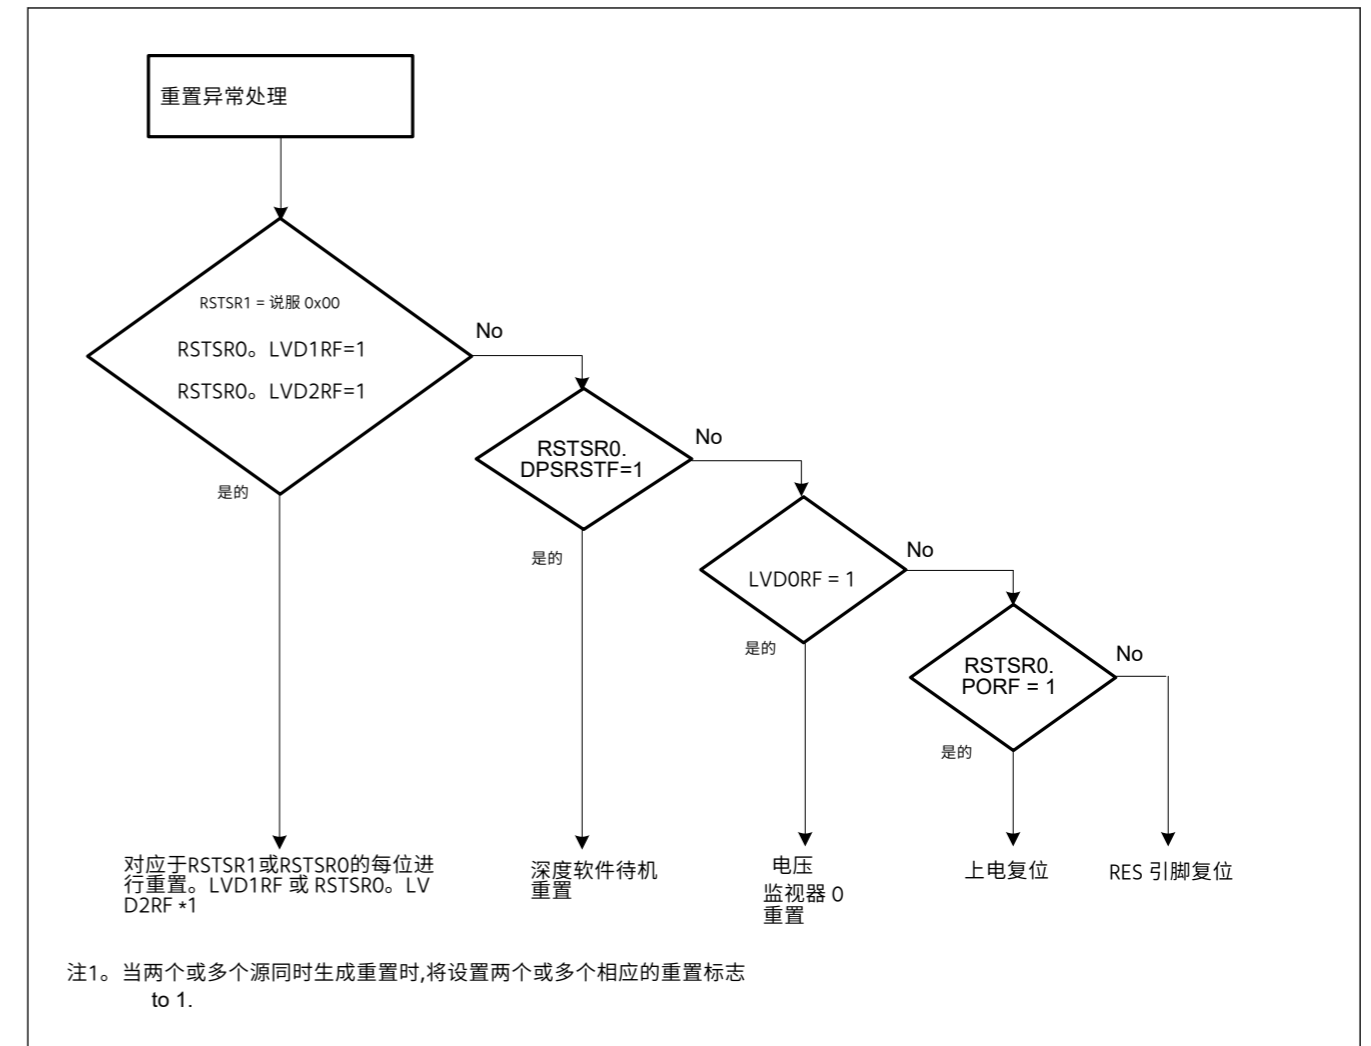 重置异常处理
RSTSR1 = 说服 0x00
RSTSR0。LVD1RF=1
RSTSR0。LVD2RF=1
No
是的
RSTSR0.
DPSRSTF=1
No
是的
LVD0RF = 1
No
是的
RSTSR0.
PORF = 1
No
是的
对应于RSTSR1或RSTSR0的每位进
行重置。LVD1RF 或 RSTSR0。LV
D2RF *1
深度软件待机
重置
电压
监视器 0
重置
上电复位
RES 引脚复位
注1。当两个或多个源同时生成重置时,将设置两个或多个相应的重置标志
to 1.